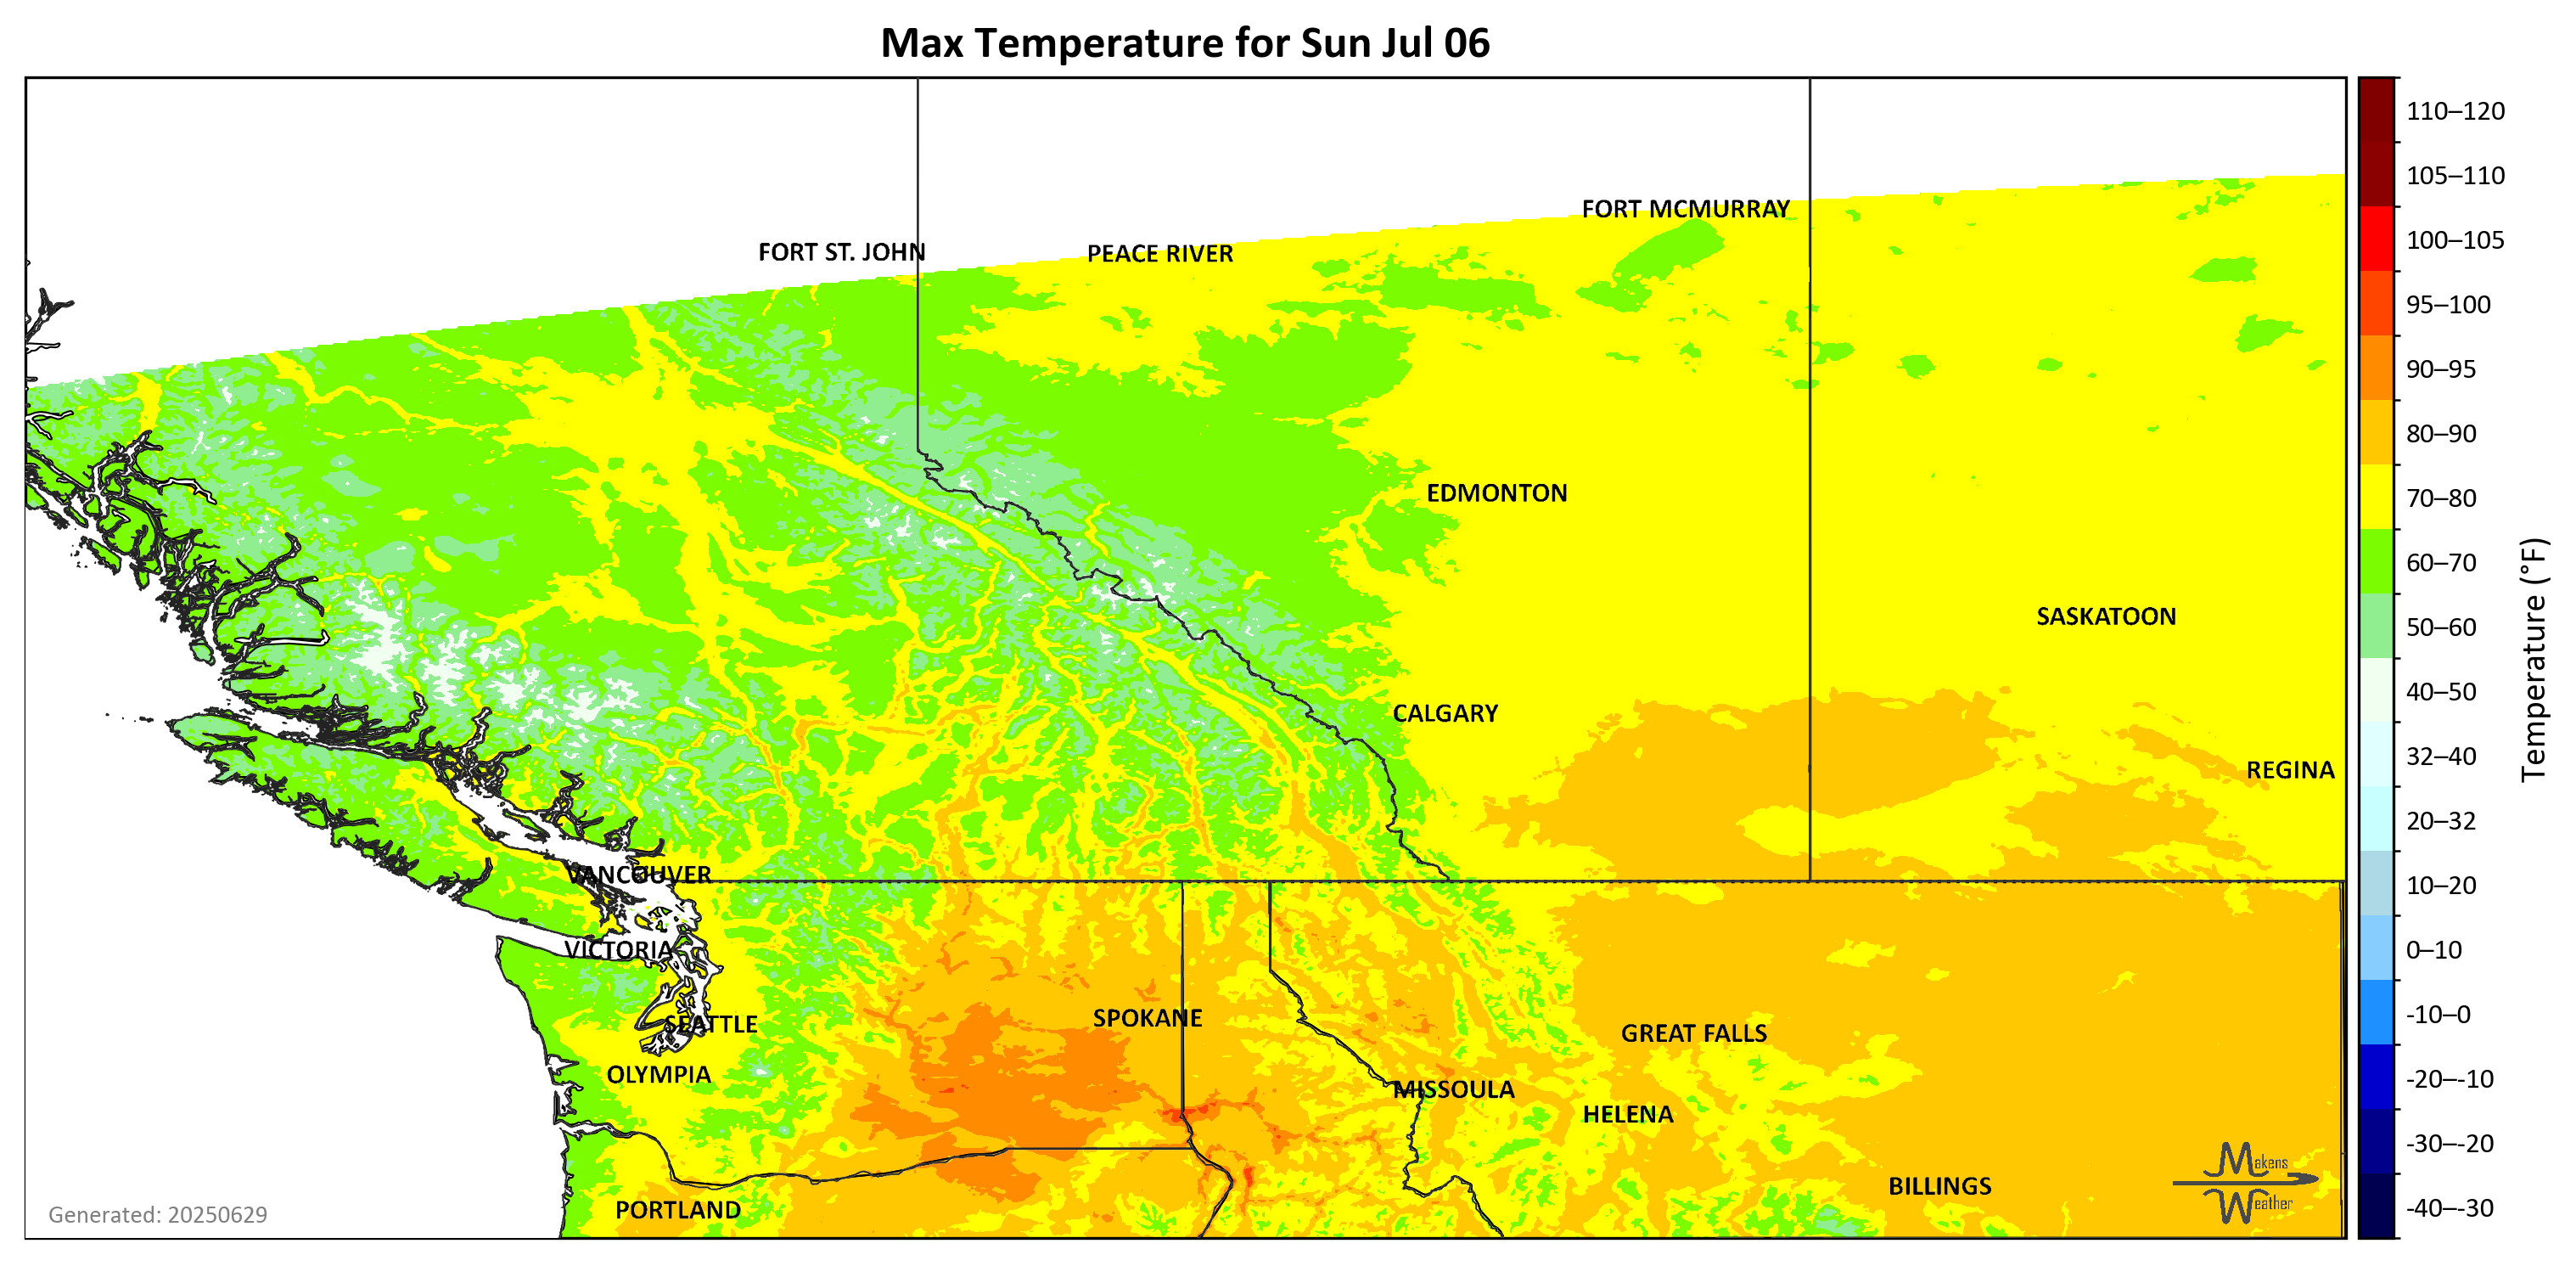 Max Temperature for Sun Jul 06
110–120
105–110
100–105
95–100
90–95
80–90
70–80
60–70
50–60
40–50
32–40
20–32
10–20
0–10
-10–0
-20–-10
-30–-20
-40–-30
Temperature (°F)
FORT MCMURRAY
FORT ST. JOHN
PEACE RIVER
EDMONTON
SASKATOON
CALGARY
REGINA
VANCOUVER
VICTORIA
SEATTLE
SPOKANE
GREAT FALLS
OLYMPIA
MISSOULA
HELENA
BILLINGS
PORTLAND
Makens
Weather
Generated: 20250629